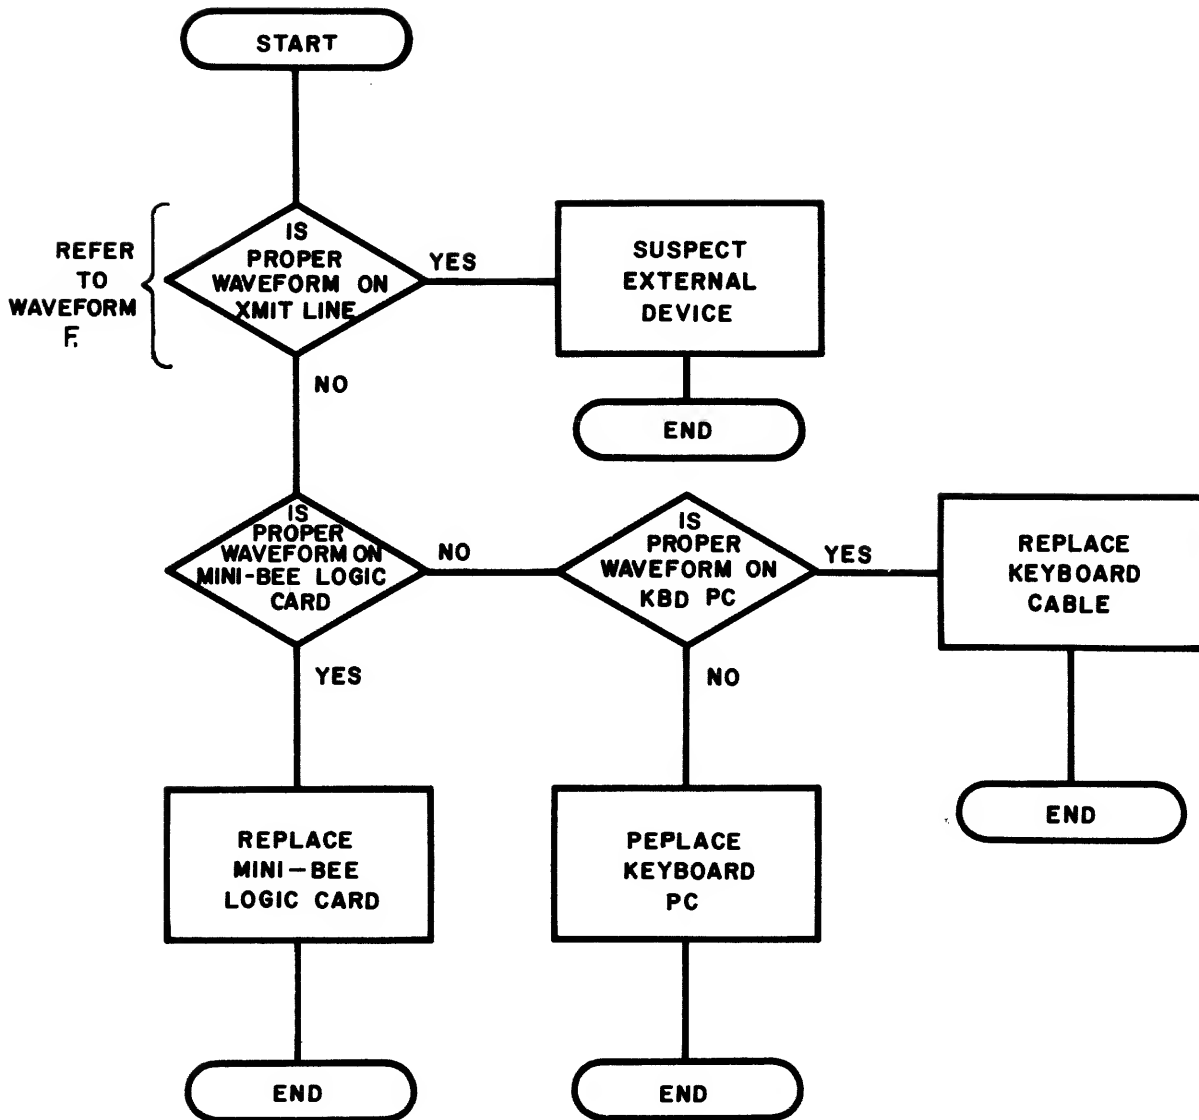 START
REFER
TO
WAVEFORM
F.
IS
PROPER
WAVEFORM ON
XMIT LINE
YES
SUSPECT
EXTERNAL
DEVICE
END
NO
IS
PROPER
WAVEFORM ON
MINI-BEE LOGIC
CARD
NO
IS
PROPER
WAVEFORM ON
KBD PC
YES
REPLACE
KEYBOARD
CABLE
END
NO
PEPLACE
KEYBOARD
PC
END
YES
REPLACE
MINI-BEE
LOGIC CARD
END